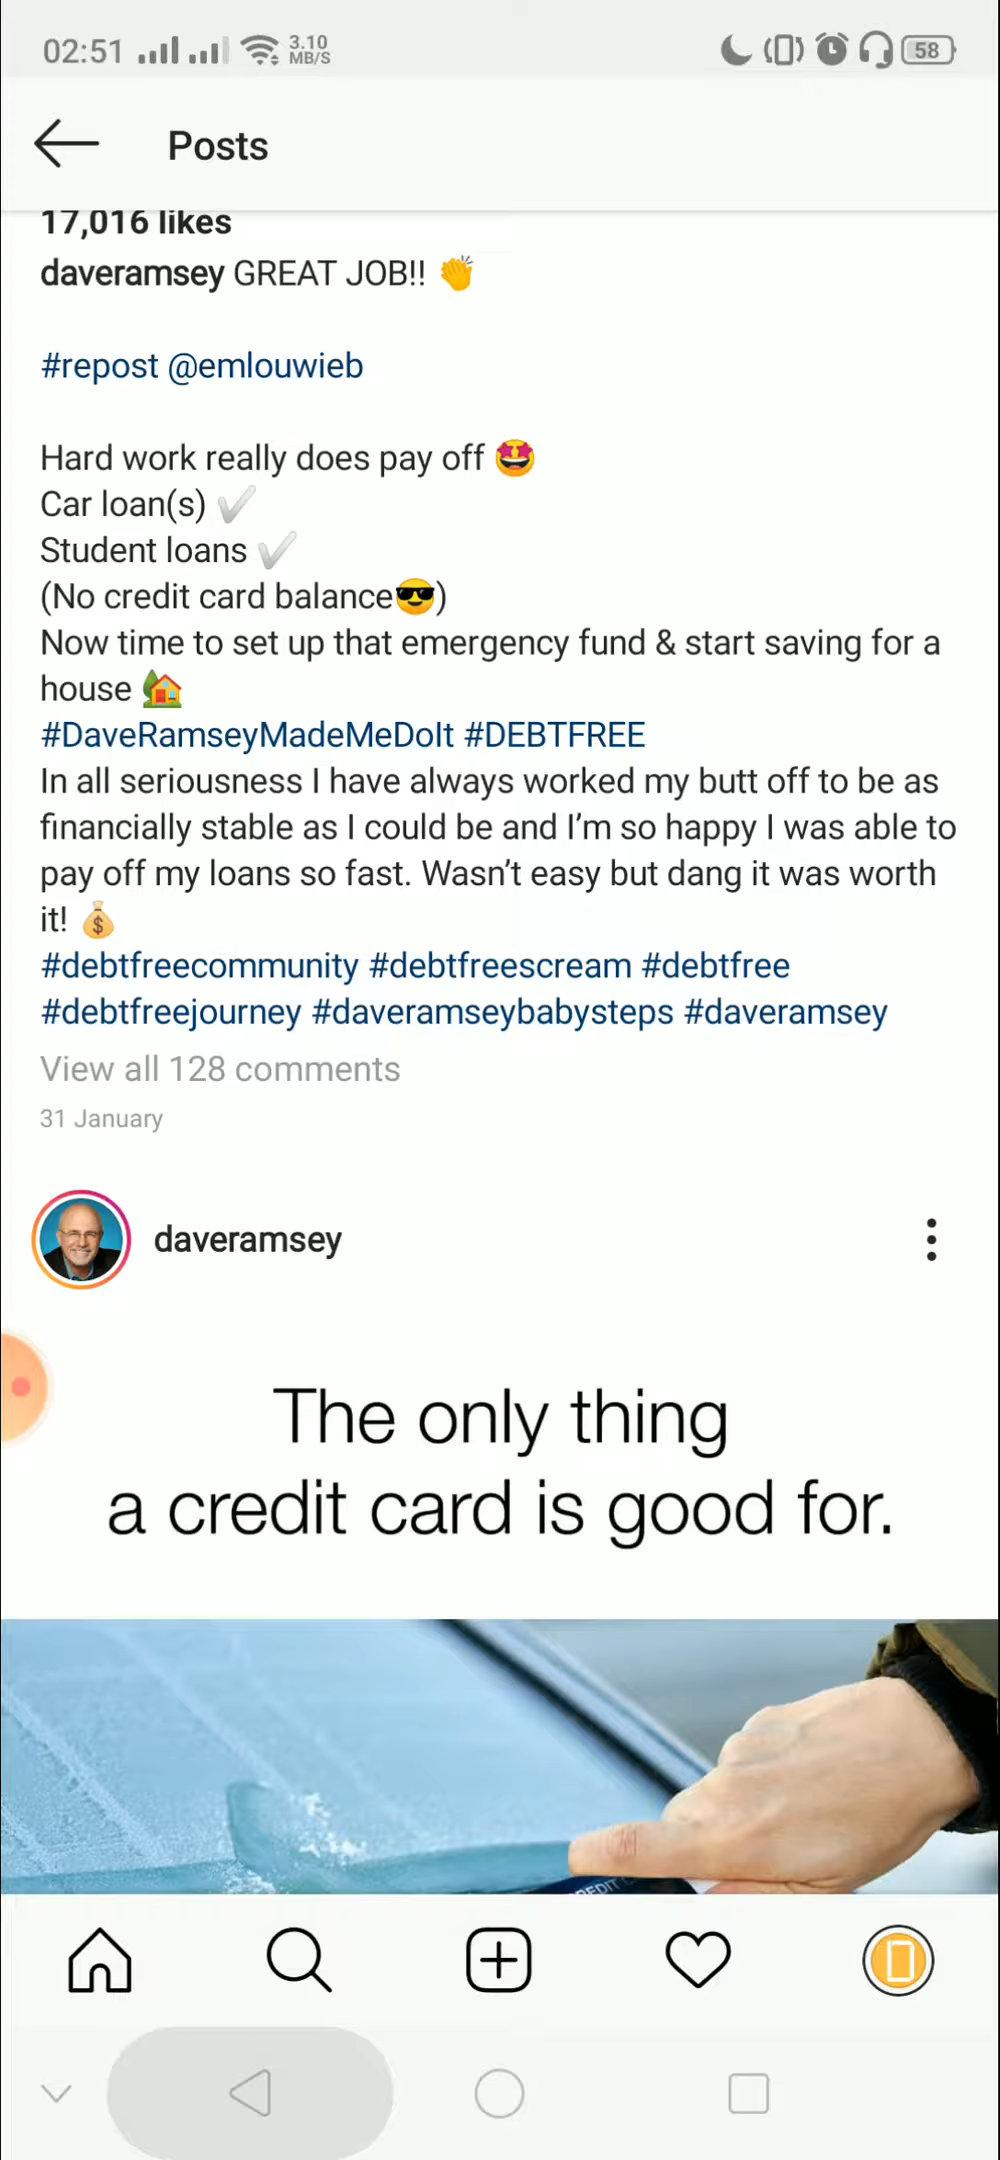 02:51 3.10 MB/S 58
Posts
17,016 likes
daveramsey GREAT JOB!! 👏
#repost @emlouwieb
Hard work really does pay off 🤩
Car loan(s) ✔️
Student loans ✔️
(No credit card balance😎)
Now time to set up that emergency fund & start saving for a
house 🏡
#DaveRamseyMadeMeDoIt #DEBTFREE
In all seriousness I have always worked my butt off to be as
financially stable as I could be and I’m so happy I was able to
pay off my loans so fast. Wasn’t easy but dang it was worth
it! 💰
#debtfreecommunity #debtfreescream #debtfree
#debtfreejourney #daveramseybabysteps #daveramsey
View all 128 comments
31 January
daveramsey
The only thing
a credit card is good for.